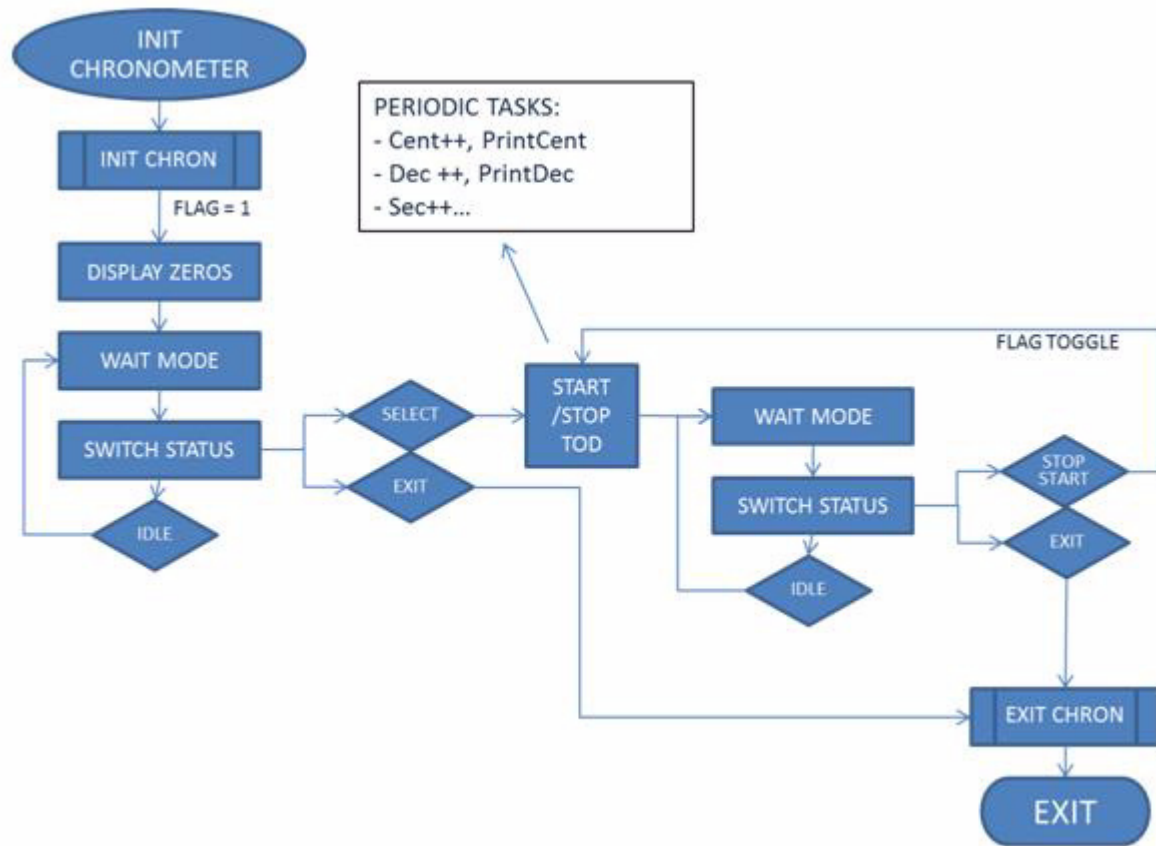 INIT
CHRONOMETER
INIT CHRON
FLAG = 1
DISPLAY ZEROS
WAIT MODE
SWITCH STATUS
IDLE
SELECT
EXIT
PERIODIC TASKS:
- Cent++, PrintCent
- Dec ++, PrintDec
- Sec++...
START
/STOP
TOD
FLAG TOGGLE
WAIT MODE
SWITCH STATUS
IDLE
STOP
START
EXIT
EXIT CHRON
EXIT